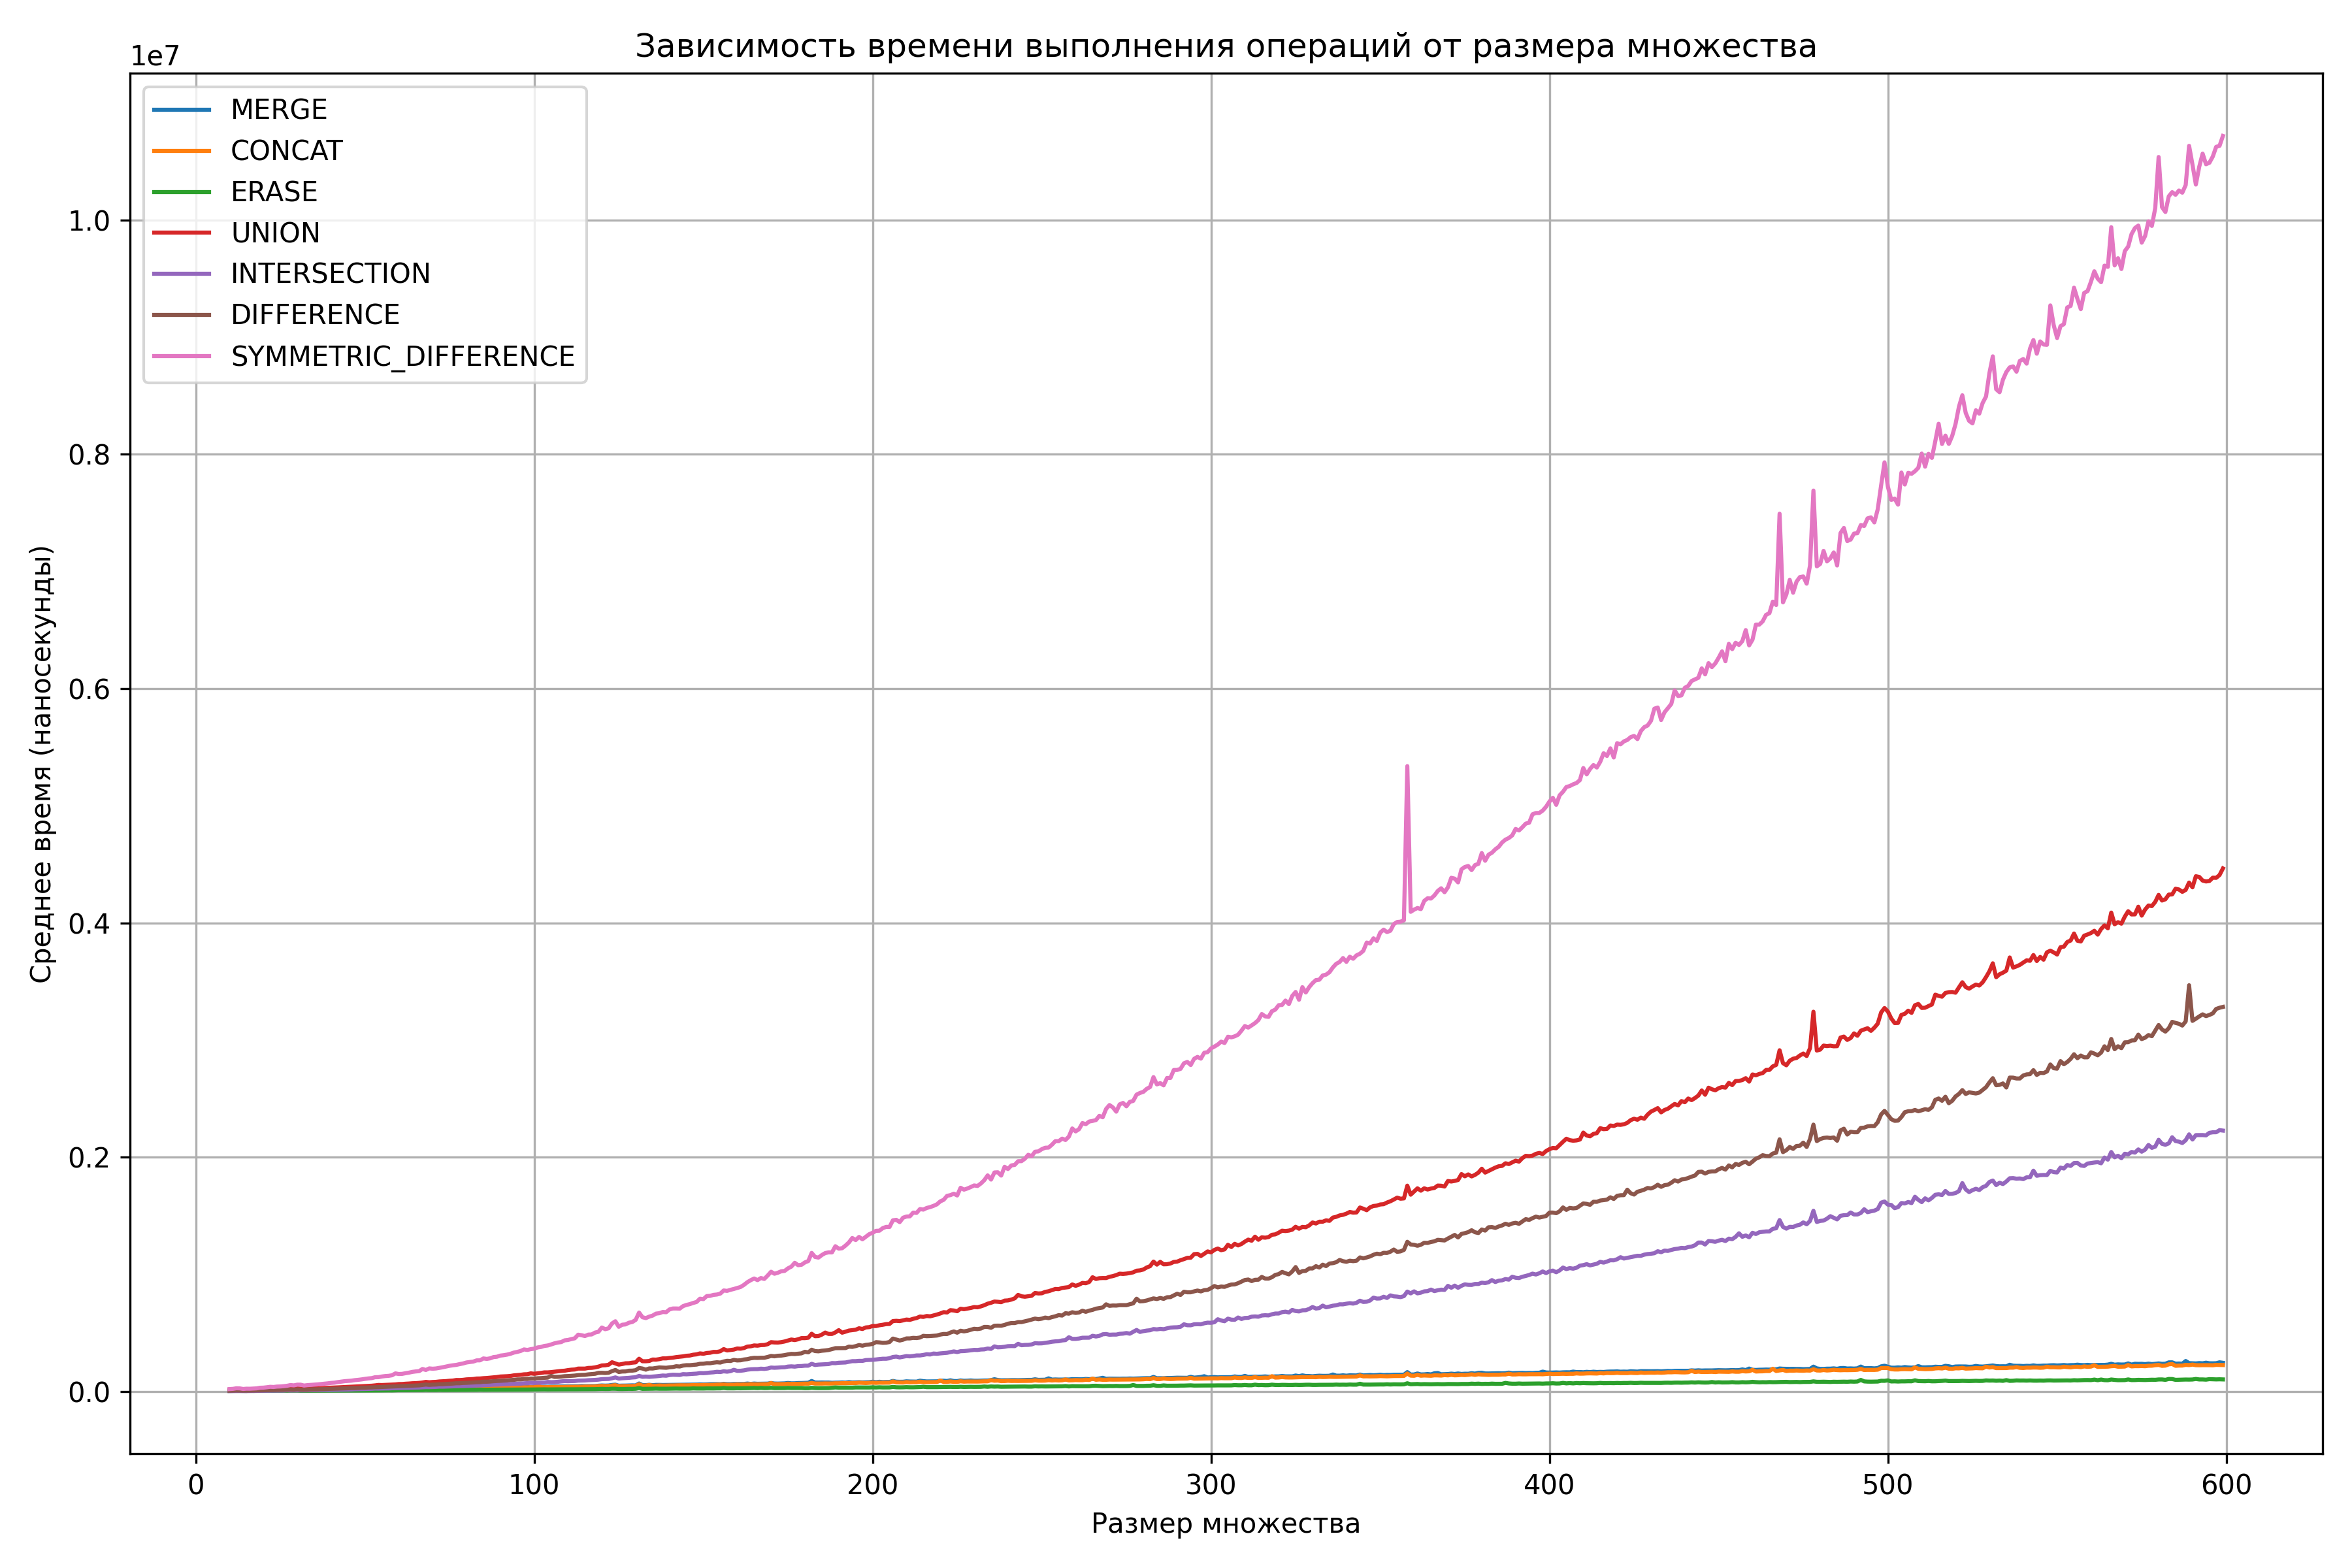 Зависимость времени выполнения операций от размера множества
1e7
MERGE
CONCAT
ERASE
UNION
INTERSECTION
DIFFERENCE
SYMMETRIC_DIFFERENCE
1.0
0.8
0.6
0.4
0.2
0.0
Среднее время (наносекунды)
0 100 200 300 400 500 600
Размер множества